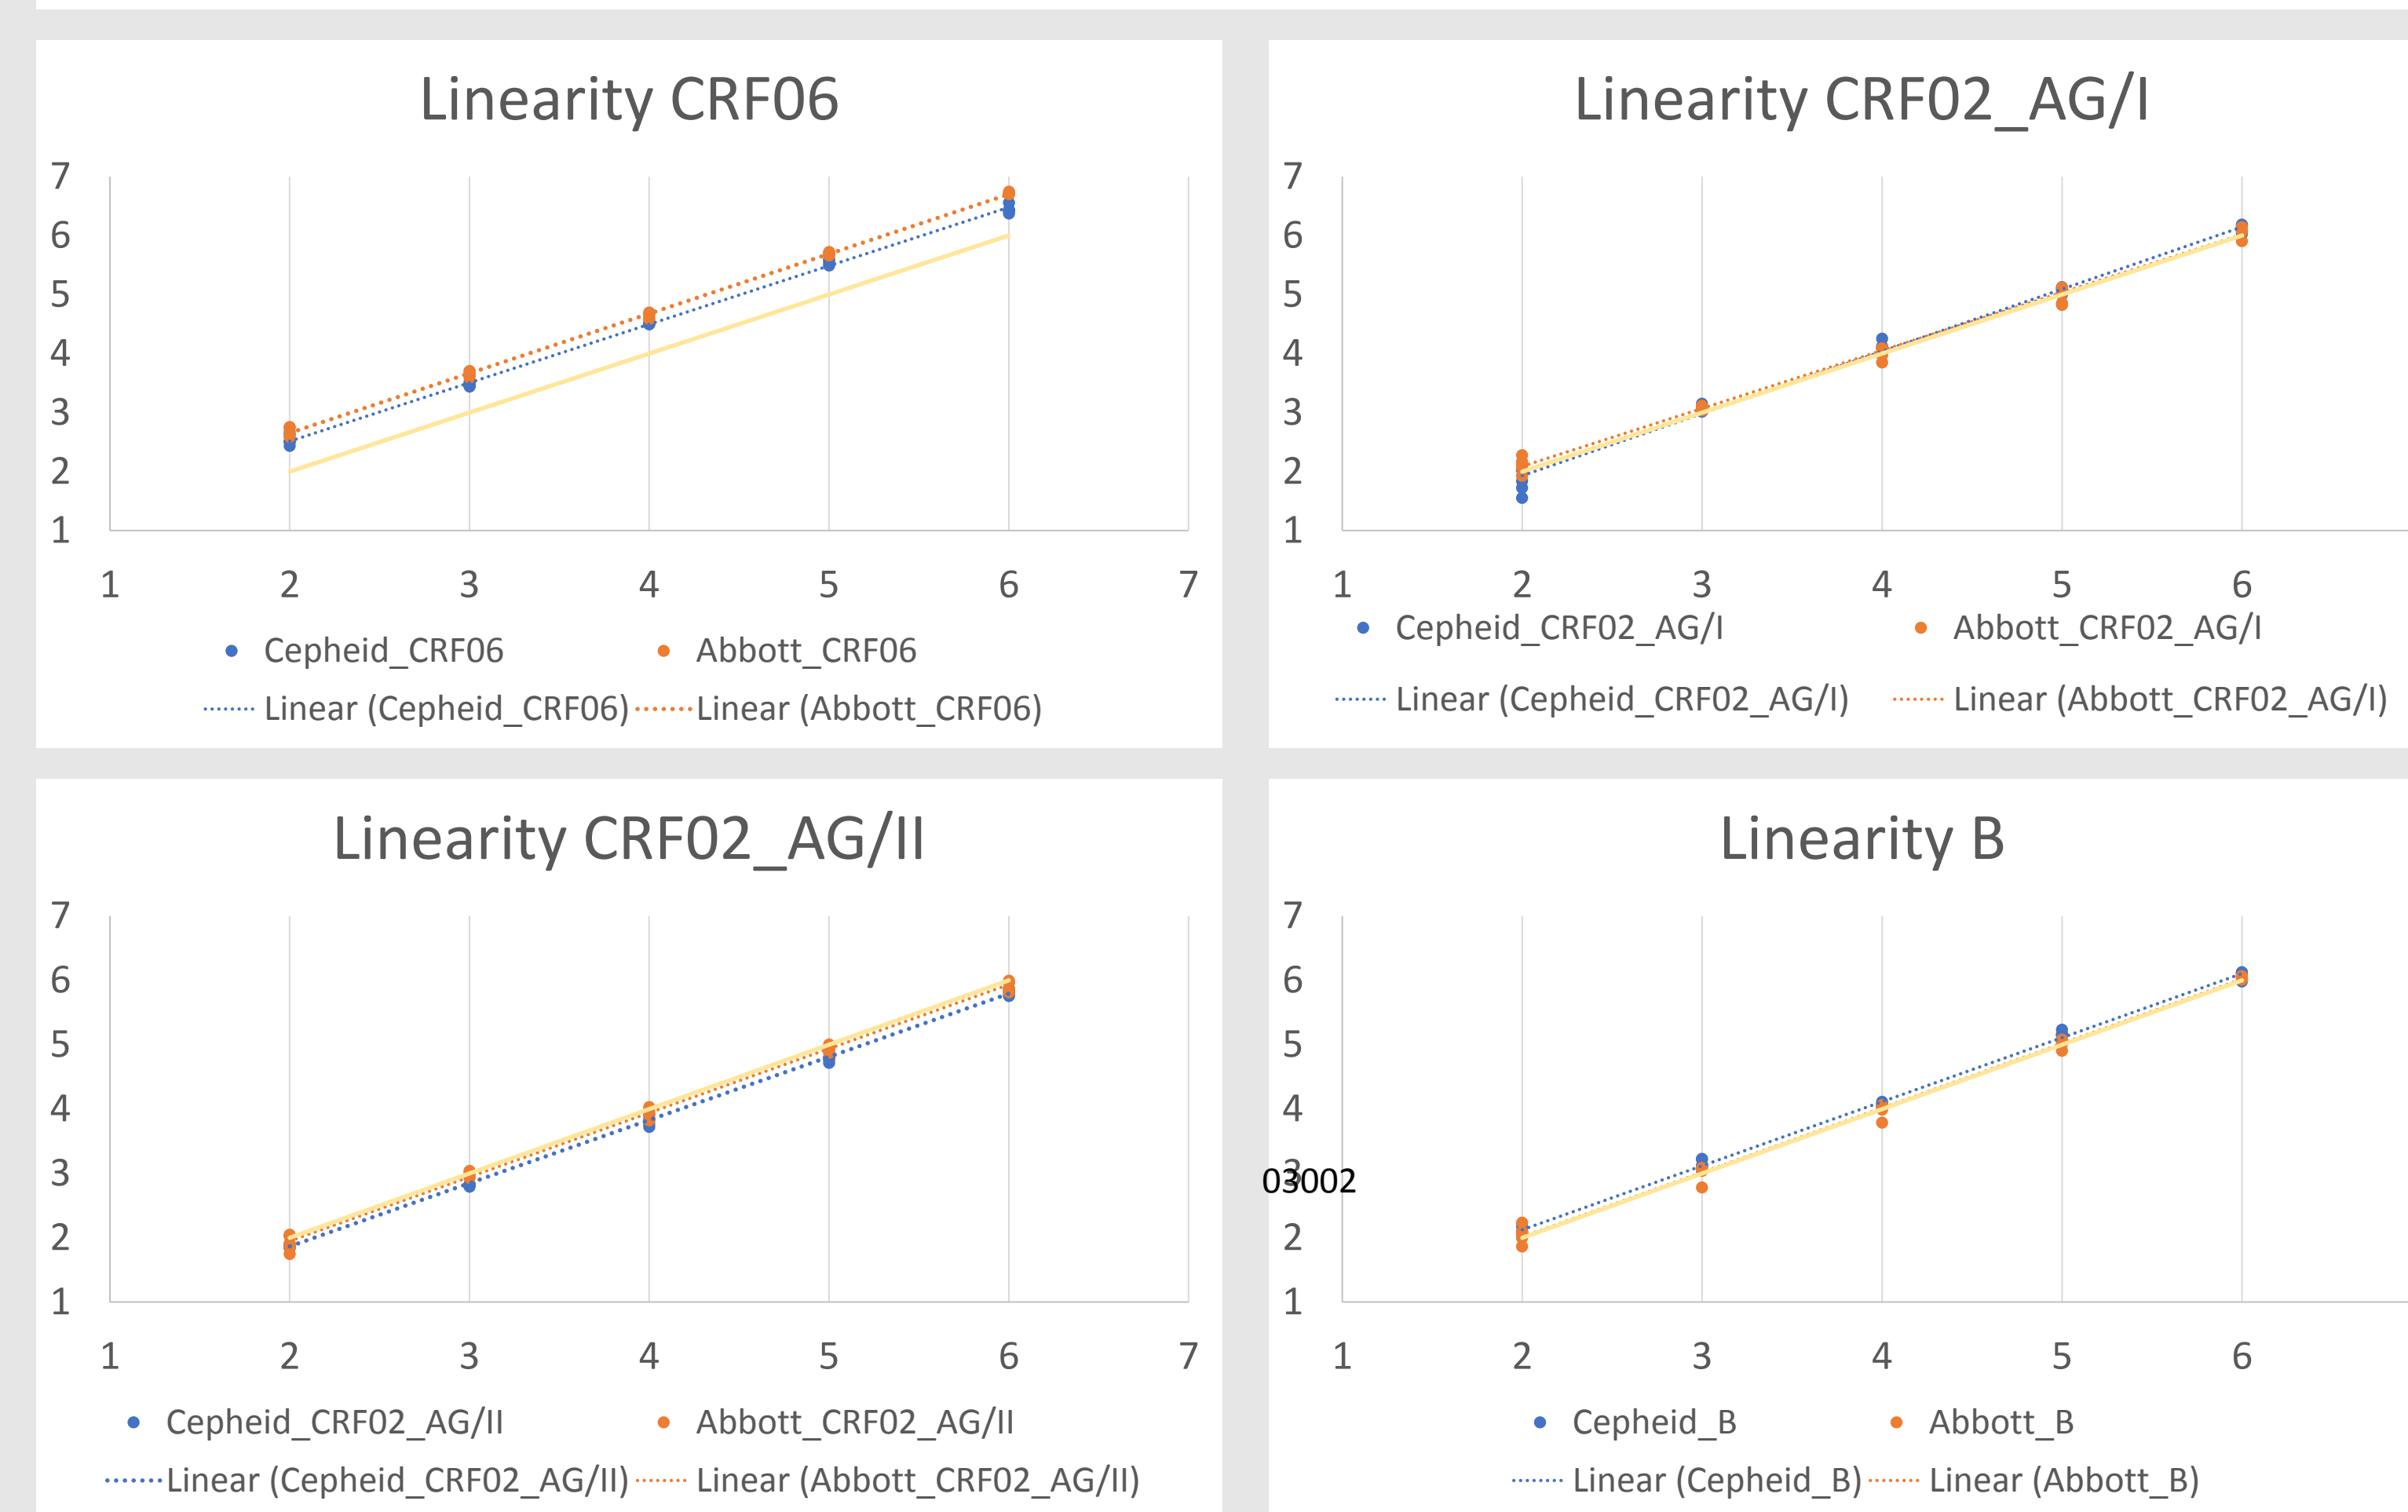 Linearity CRF06
7
6
5
4
3
2
1
1 2 3 4 5 6 7
Cepheid_CRF06 Abbott_CRF06
Linear (Cepheid_CRF06) Linear (Abbott_CRF06)
Linearity CRF02_AG/I
7
6
5
4
3
2
1
1 2 3 4 5 6
Cepheid_CRF02_AG/I Abbott_CRF02_AG/I
Linear (Cepheid_CRF02_AG/I) Linear (Abbott_CRF02_AG/I)
Linearity CRF02_AG/II
7
6
5
4
3
2
1
1 2 3 4 5 6 7
Cepheid_CRF02_AG/II Abbott_CRF02_AG/II
Linear (Cepheid_CRF02_AG/II) Linear (Abbott_CRF02_AG/II)
Linearity B
7
6
5
4
3
03002
2
1
1 2 3 4 5 6
Cepheid_B Abbott_B
Linear (Cepheid_B) Linear (Abbott_B)